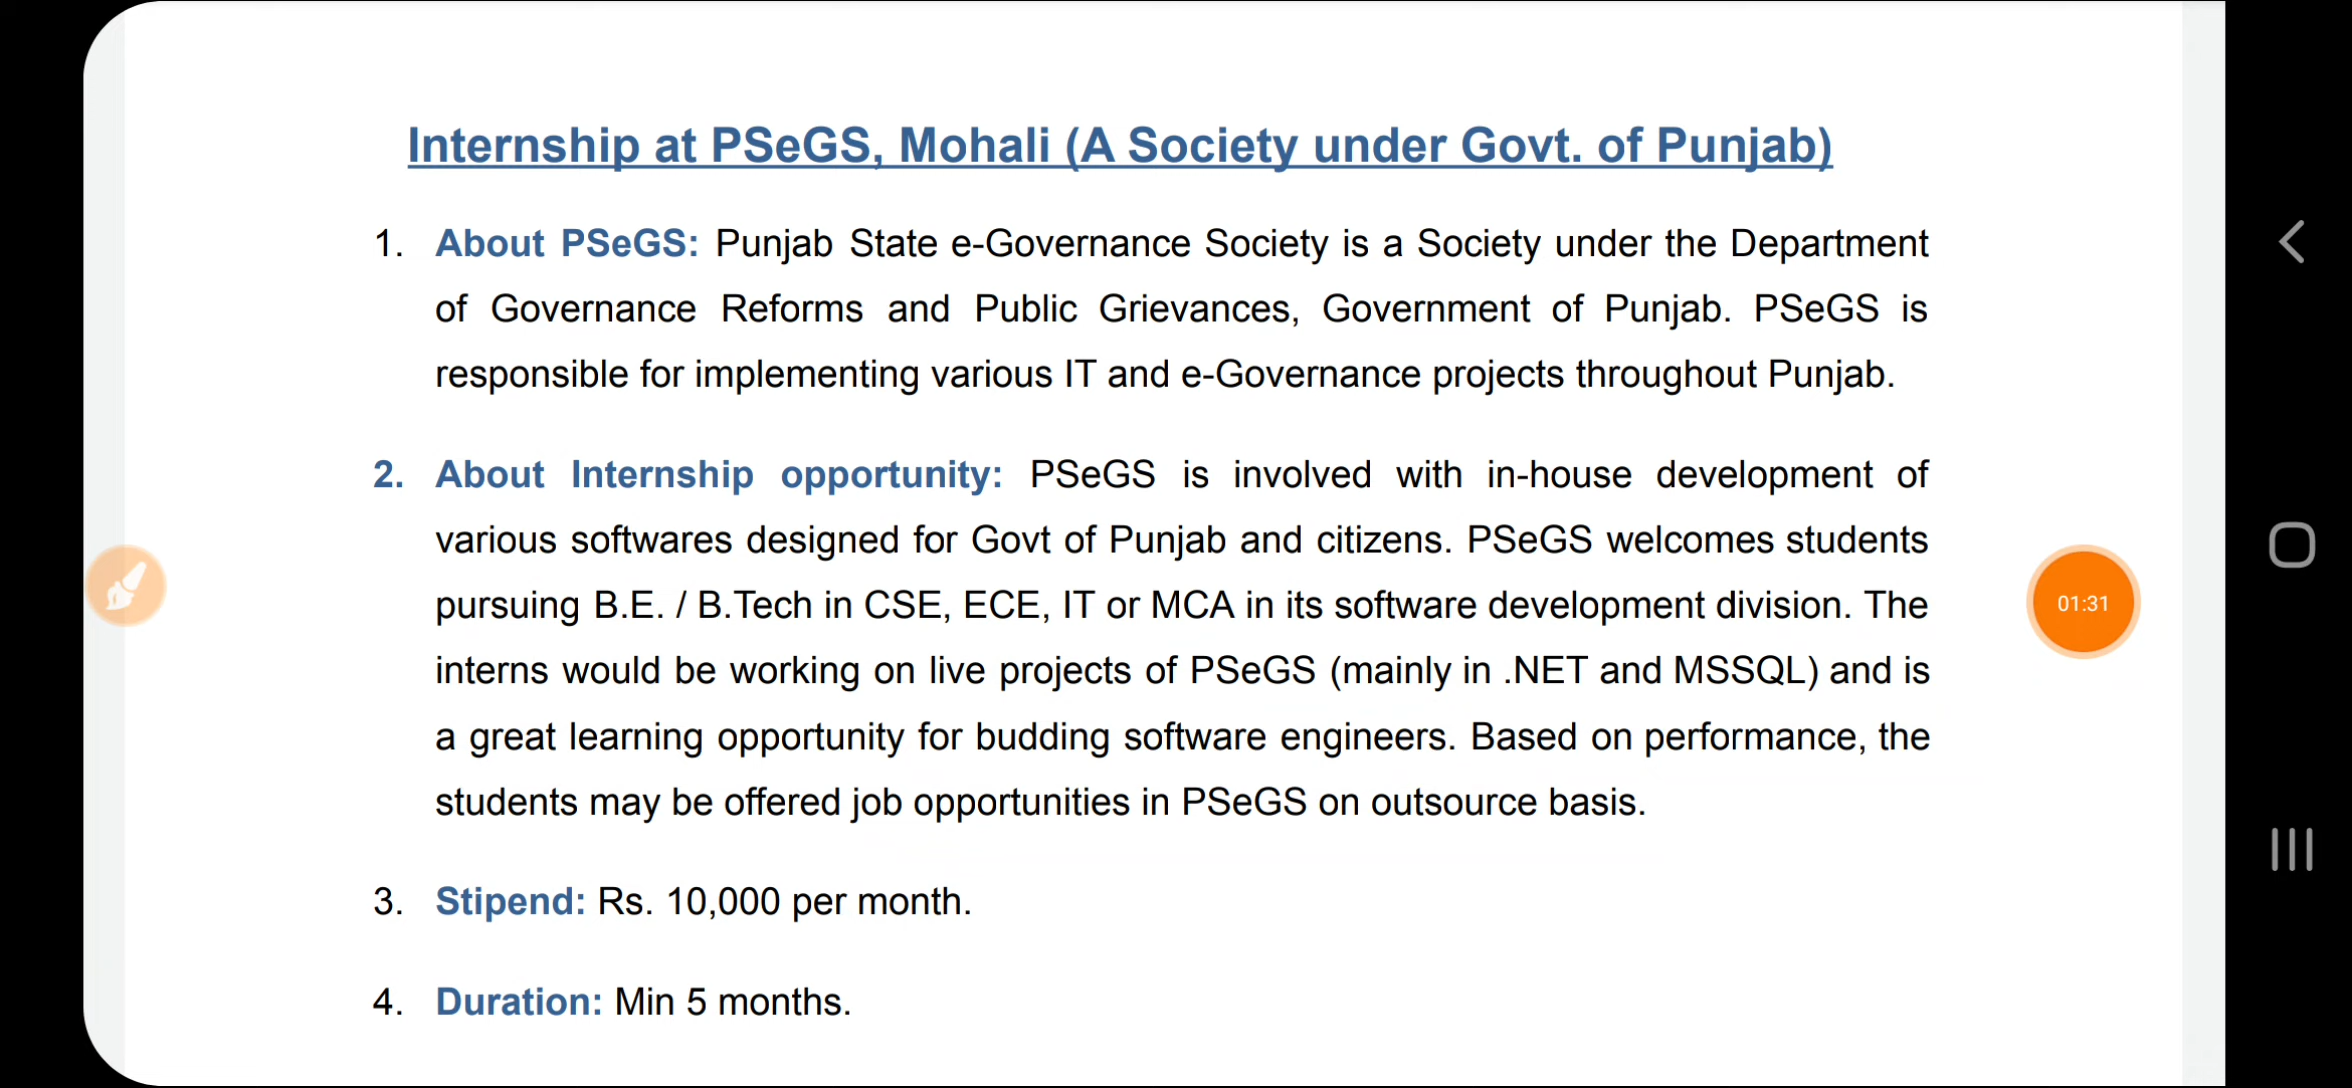 Internship at PSeGS, Mohali (A Society under Govt. of Punjab)
1. About PSeGS: Punjab State e-Governance Society is a Society under the Department
of Governance Reforms and Public Grievances, Government of Punjab. PSeGS is
responsible for implementing various IT and e-Governance projects throughout Punjab.
2. About Internship opportunity: PSeGS is involved with in-house development of
various softwares designed for Govt of Punjab and citizens. PSeGS welcomes students
pursuing B.E. / B.Tech in CSE, ECE, IT or MCA in its software development division. The
01:31
interns would be working on live projects of PSeGS (mainly in .NET and MSSQL) and is
a great learning opportunity for budding software engineers. Based on performance, the
students may be offered job opportunities in PSeGS on outsource basis.
3. Stipend: Rs. 10,000 per month.
4. Duration: Min 5 months.